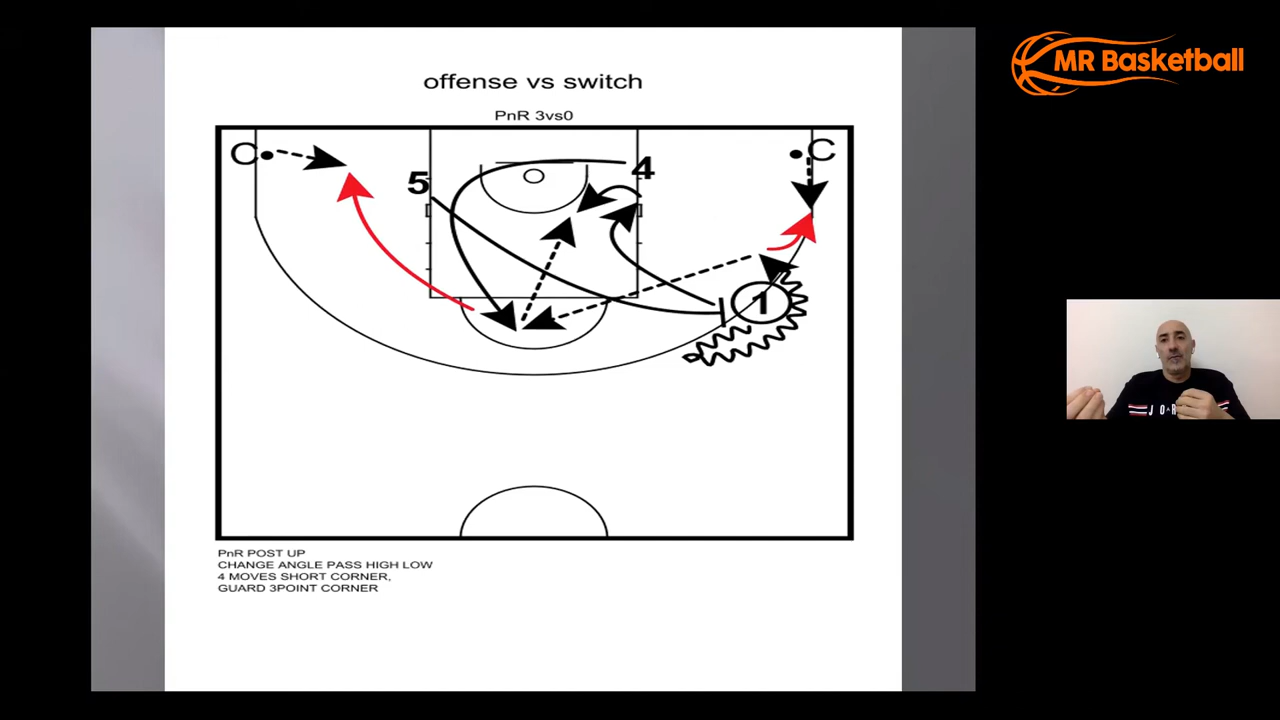 MR Basketball
offense vs switch
PnR 3vs0
C
C
5
4
1
JOR
PnR POST UP
CHANGE ANGLE PASS HIGH LOW
4 MOVES SHORT CORNER,
GUARD 3POINT CORNER